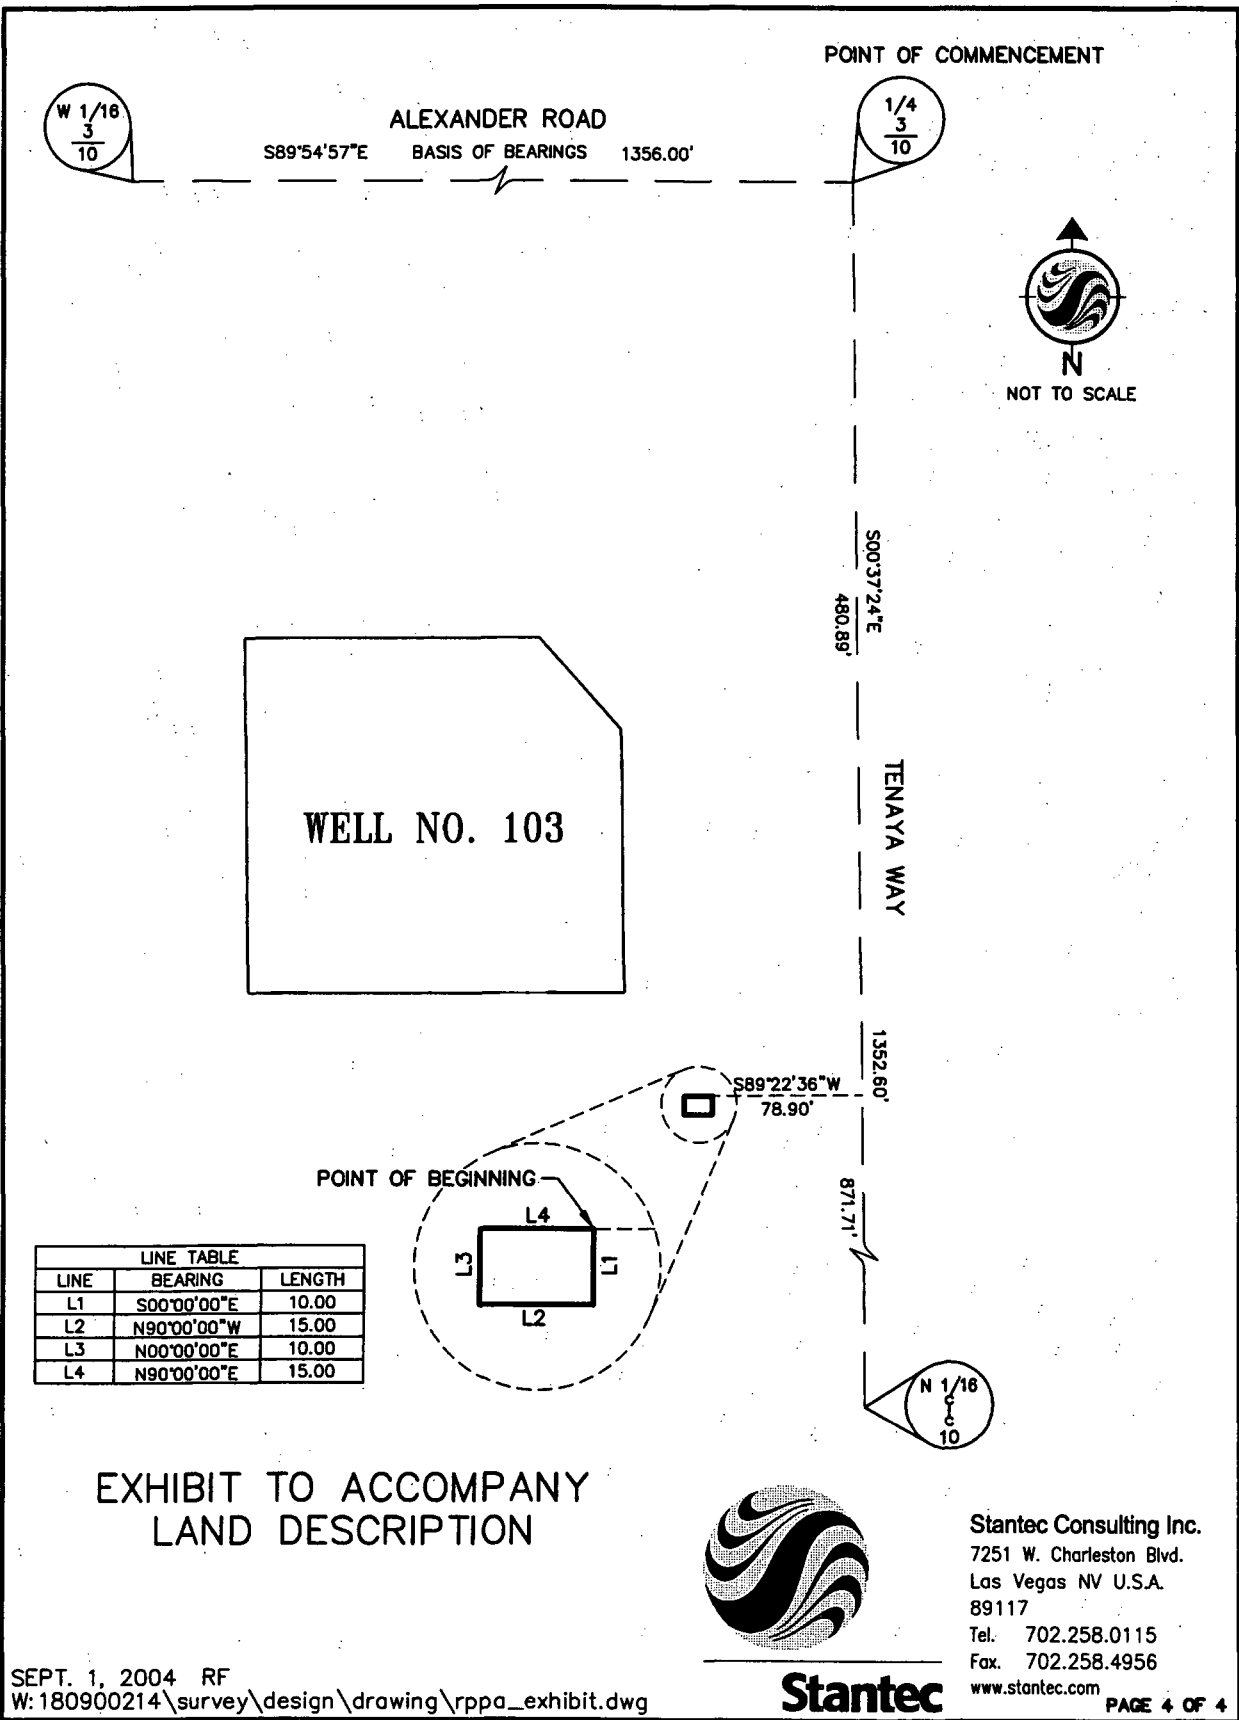 POINT OF COMMENCEMENT
W 1/16
3
10
ALEXANDER ROAD
1/4
3
10
S89°54'57"E BASIS OF BEARINGS 1356.00'
N
NOT TO SCALE
S00°37'24"E
480.89'
TENAYA WAY
WELL NO. 103
1352.60'
S89°22'36"W
78.90'
POINT OF BEGINNING
871.71'
L4
L3
L1
L2
LINE TABLE
LINE BEARING LENGTH
L1 S00°00'00"E 10.00
L2 N90°00'00"W 15.00
L3 N00°00'00"E 10.00
L4 N90°00'00"E 15.00
N 1/16
C
C
10
EXHIBIT TO ACCOMPANY
LAND DESCRIPTION
Stantec Consulting Inc.
7251 W. Charleston Blvd.
Las Vegas NV U.S.A.
89117
Tel. 702.258.0115
Fax. 702.258.4956
www.stantec.com
Stantec
SEPT. 1, 2004 RF
W:180900214\survey\design\drawing\rppa_exhibit.dwg
PAGE 4 OF 4